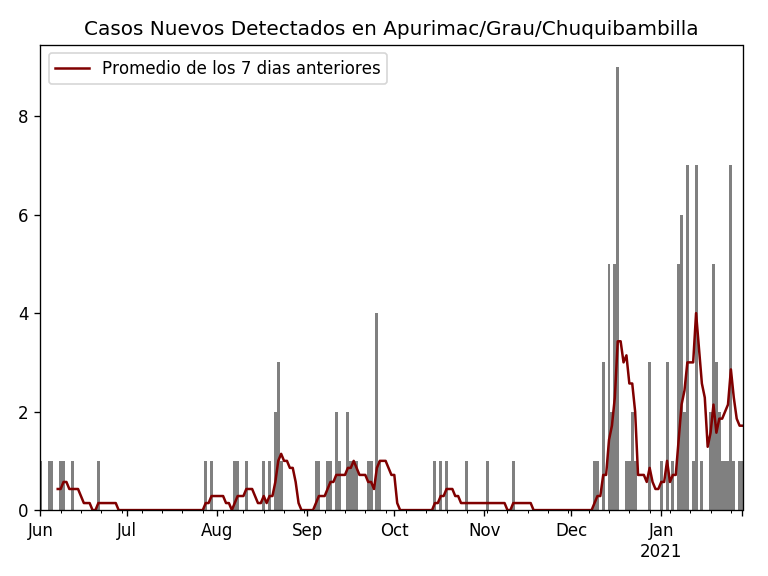 Casos Nuevos Detectados en Apurimac/Grau/Chuquibambilla
Promedio de los 7 dias anteriores
8
6
4
2
0
Jun Jul Aug Sep Oct Nov Dec Jan
2021